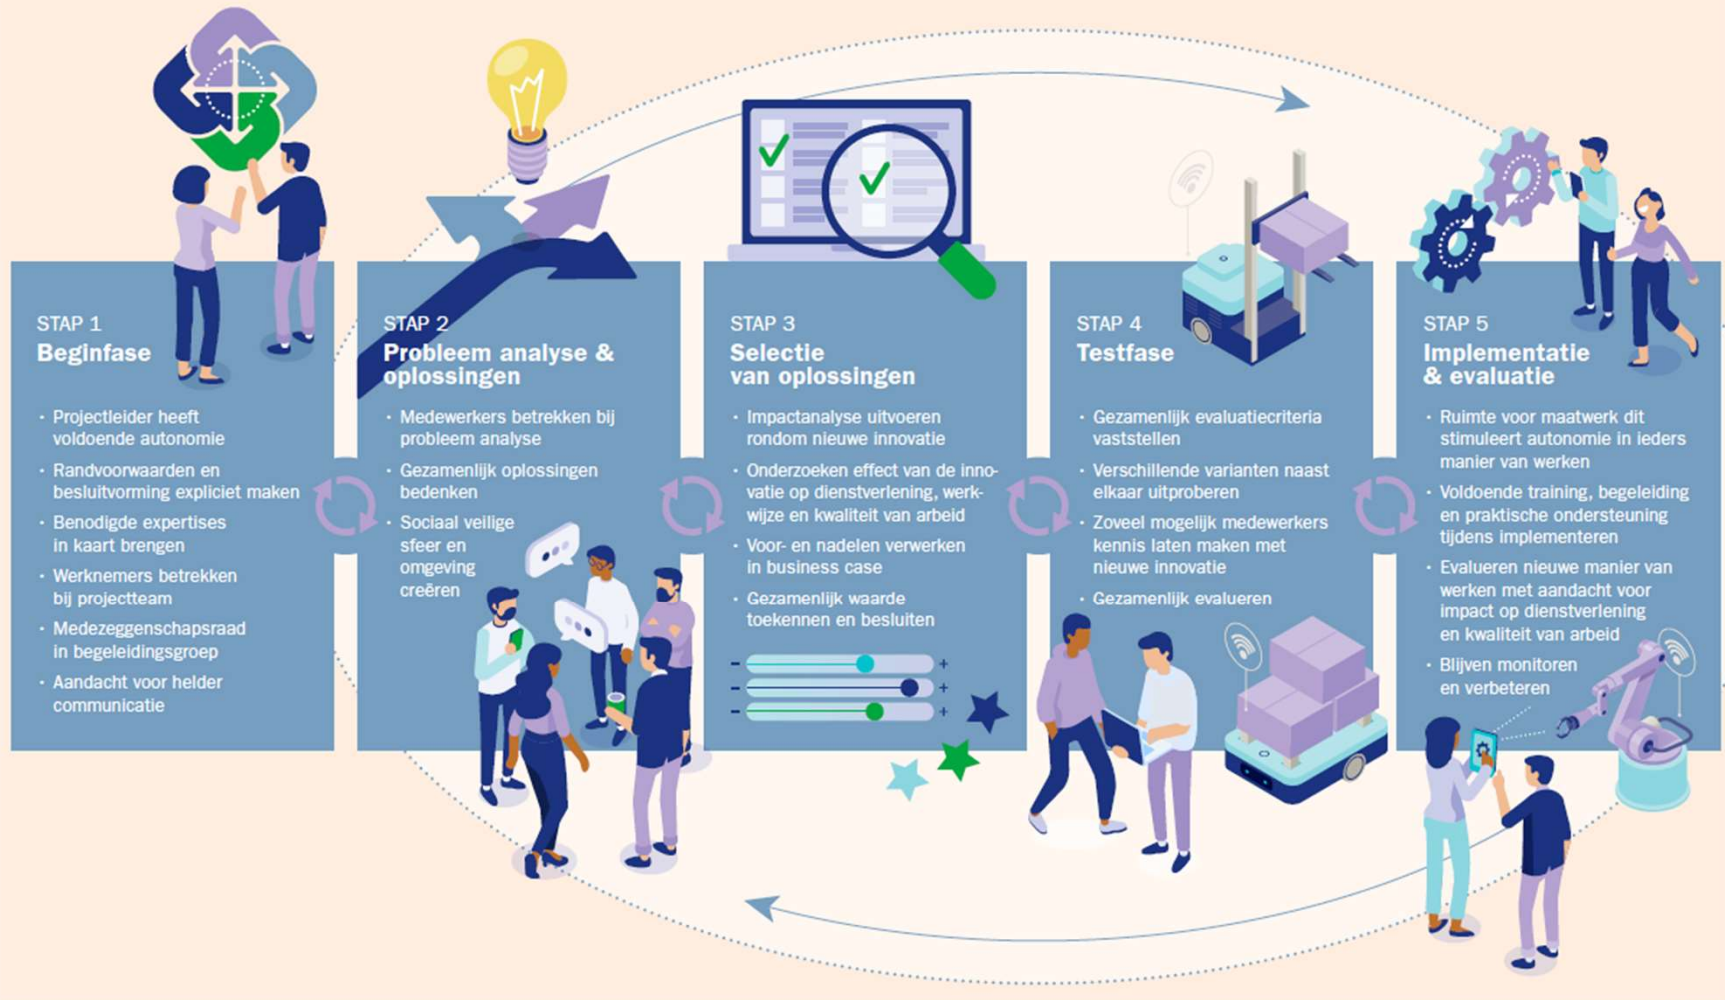 STAP 1
Beginfase
· Projectleider heeft
voldoende autonomie
· Randvoorwaarden en
besluitvorming expliciet maken
· Benodigde expertises
in kaart brengen
· Werknemers betrekken
bij projectteam
· Medezeggenschapsraad
in begeleidingsgroep
· Aandacht voor helder
communicatie
STAP 2
Probleem analyse &
oplossingen
· Medewerkers betrekken bij
probleem analyse
· Gezamenlijk oplossingen
bedenken
· Sociaal veilige
sfeer en
omgeving
creëren
STAP 3
Selectie
van oplossingen
· Impactanalyse uitvoeren
rondom nieuwe innovatie
· Onderzoeken effect van de inno-
vatie op dienstverlening, werk-
wijze en kwaliteit van arbeid
· Voor- en nadelen verwerken
in business case
· Gezamenlijk waarde
toekennen en besluiten
- +
- +
- +
STAP 4
Testfase
· Gezamenlijk evaluatiecriteria
vaststellen
· Verschillende varianten naast
elkaar uitproberen
· Zoveel mogelijk medewerkers
kennis laten maken met
nieuwe innovatie
· Gezamenlijk evalueren
STAP 5
Implementatie
& evaluatie
· Ruimte voor maatwerk dit
stimuleert autonomie in ieders
manier van werken
· Voldoende training, begeleiding
en praktische ondersteuning
tijdens implementeren
· Evalueren nieuwe manier van
werken met aandacht voor
impact op dienstverlening
en kwaliteit van arbeid
· Blijven monitoren
en verbeteren